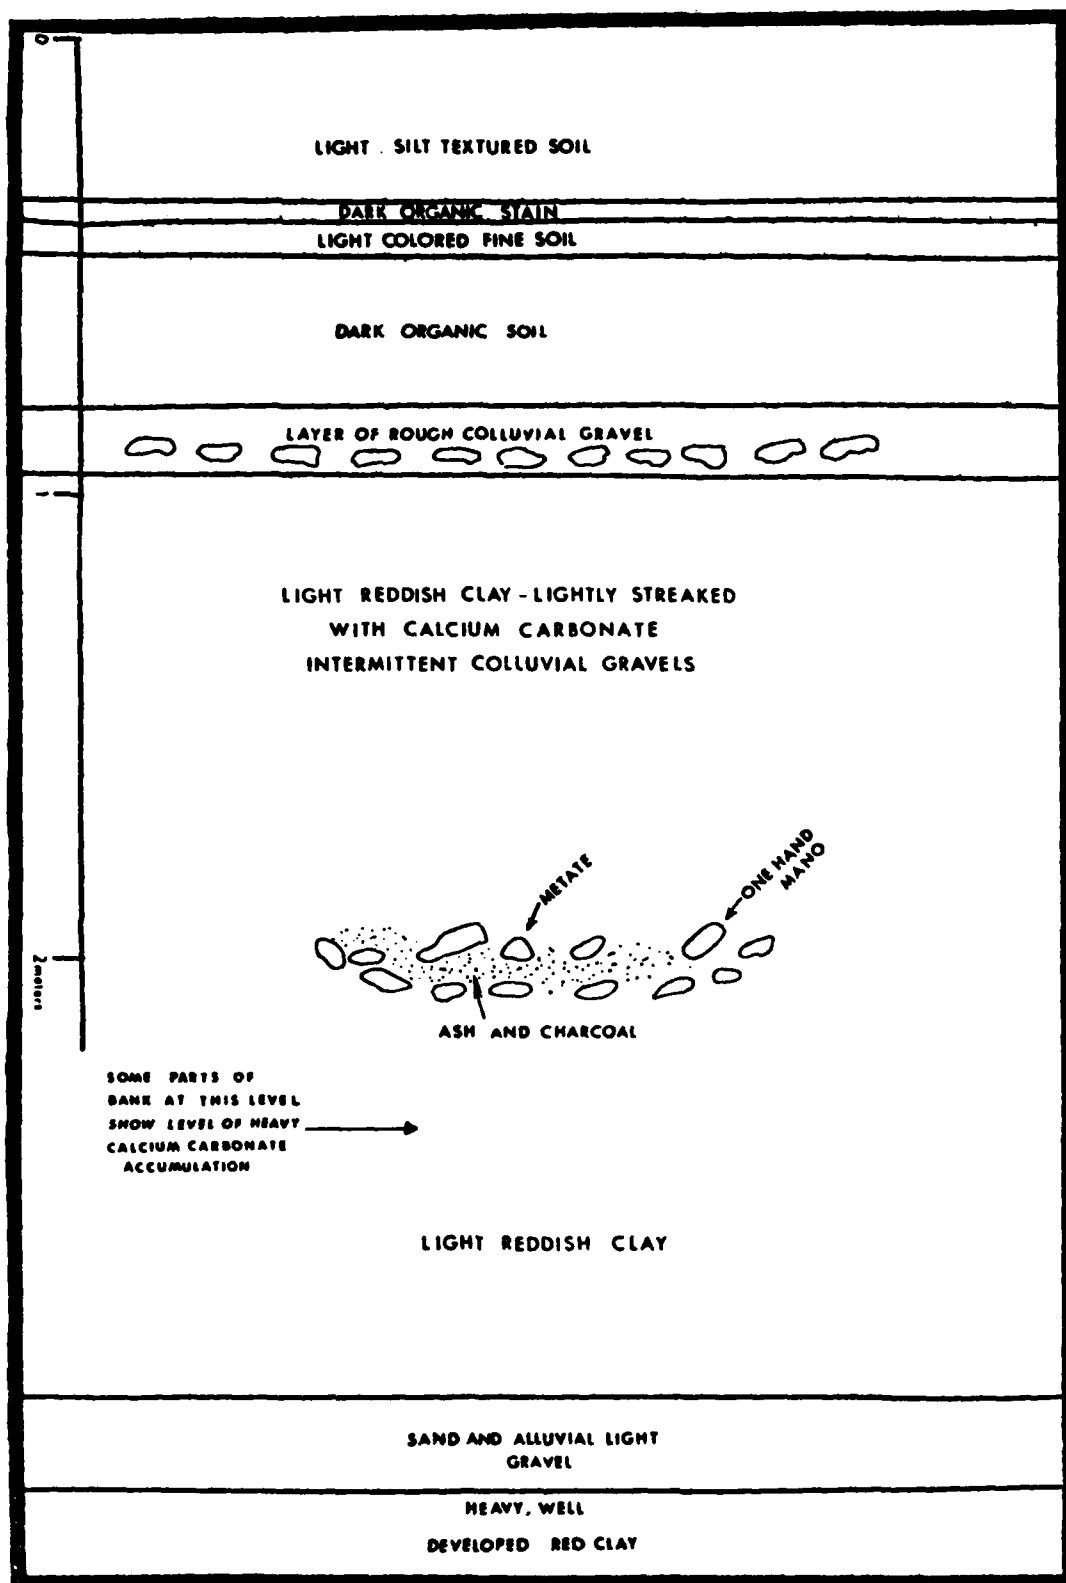 0
LIGHT . SILT TEXTURED SOIL
DARK ORGANIC STAIN
LIGHT COLORED FINE SOIL
DARK ORGANIC SOIL
LAYER OF ROUGH COLLUVIAL GRAVEL
1
LIGHT REDDISH CLAY - LIGHTLY STREAKED
WITH CALCIUM CARBONATE
INTERMITTENT COLLUVIAL GRAVELS
METATE
ONE HAND
MANO
2 meters
ASH AND CHARCOAL
SOME PARTS OF
BANK AT THIS LEVEL
SHOW LEVEL OF HEAVY
CALCIUM CARBONATE
ACCUMULATION
LIGHT REDDISH CLAY
SAND AND ALLUVIAL LIGHT
GRAVEL
HEAVY, WELL
DEVELOPED RED CLAY